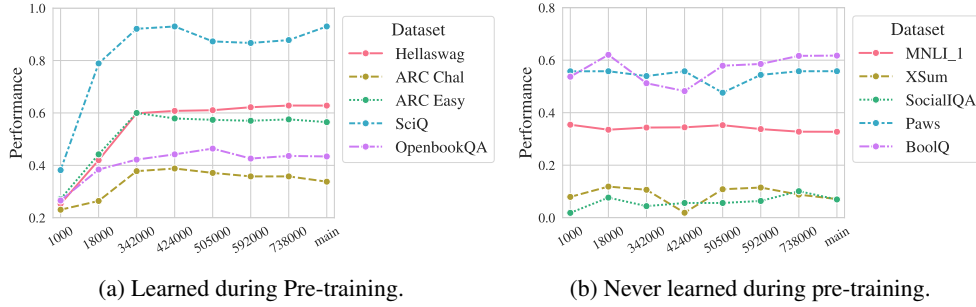 1.0
0.8
0.6
0.4
0.2
Performance
1000
18000
342000
424000
505000
592000
738000
main
Dataset
Hellaswag
ARC Chal
ARC Easy
SciQ
OpenbookQA
(a) Learned during Pre-training.
0.8
0.6
0.4
0.2
0.0
Performance
1000
18000
342000
424000
505000
592000
738000
main
Dataset
MNLI_1
XSum
SocialIQA
Paws
BoolQ
(b) Never learned during pre-training.